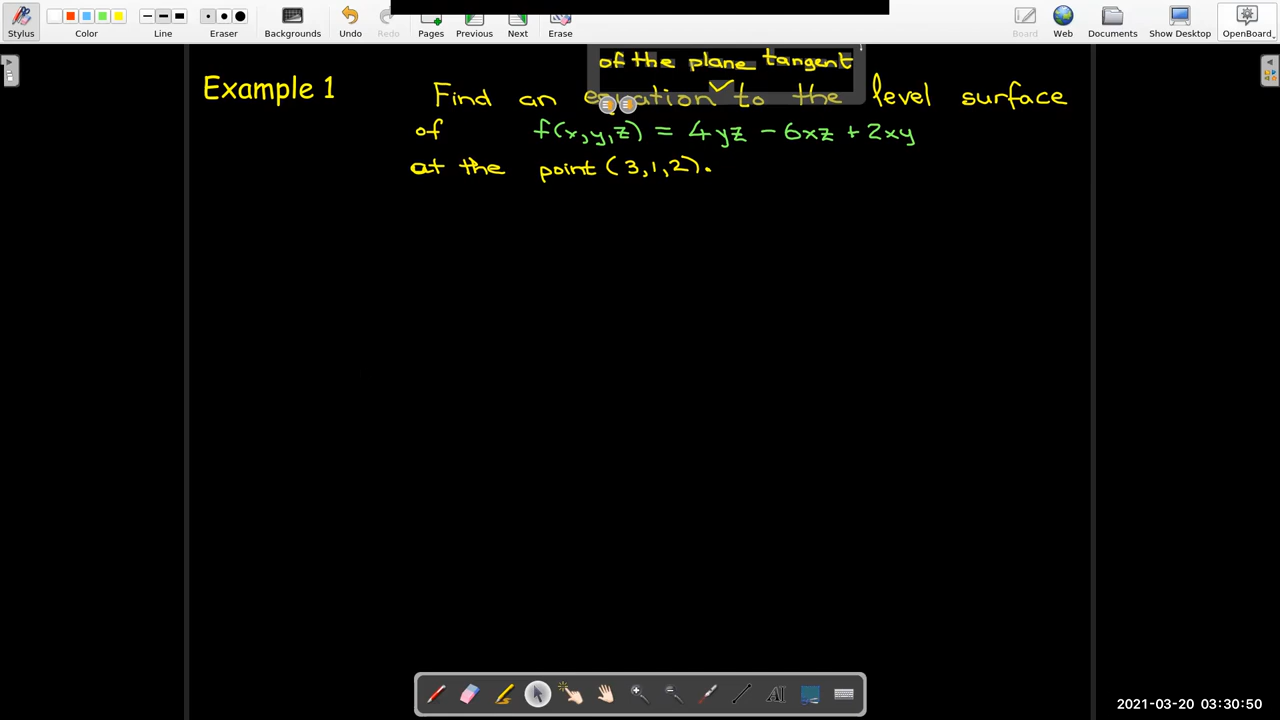 Stylus
Color
Line
Eraser
Backgrounds
Undo
Redo
Pages
Previous
Next
Erase
Board
Web
Documents
Show Desktop
OpenBoard
of the plane tangent
Example 1
Find an equation to the level surface
of f(x,y,z) = 4yz - 6xz + 2xy
at the point (3,1,2).
AI
2021-03-20 03:30:50